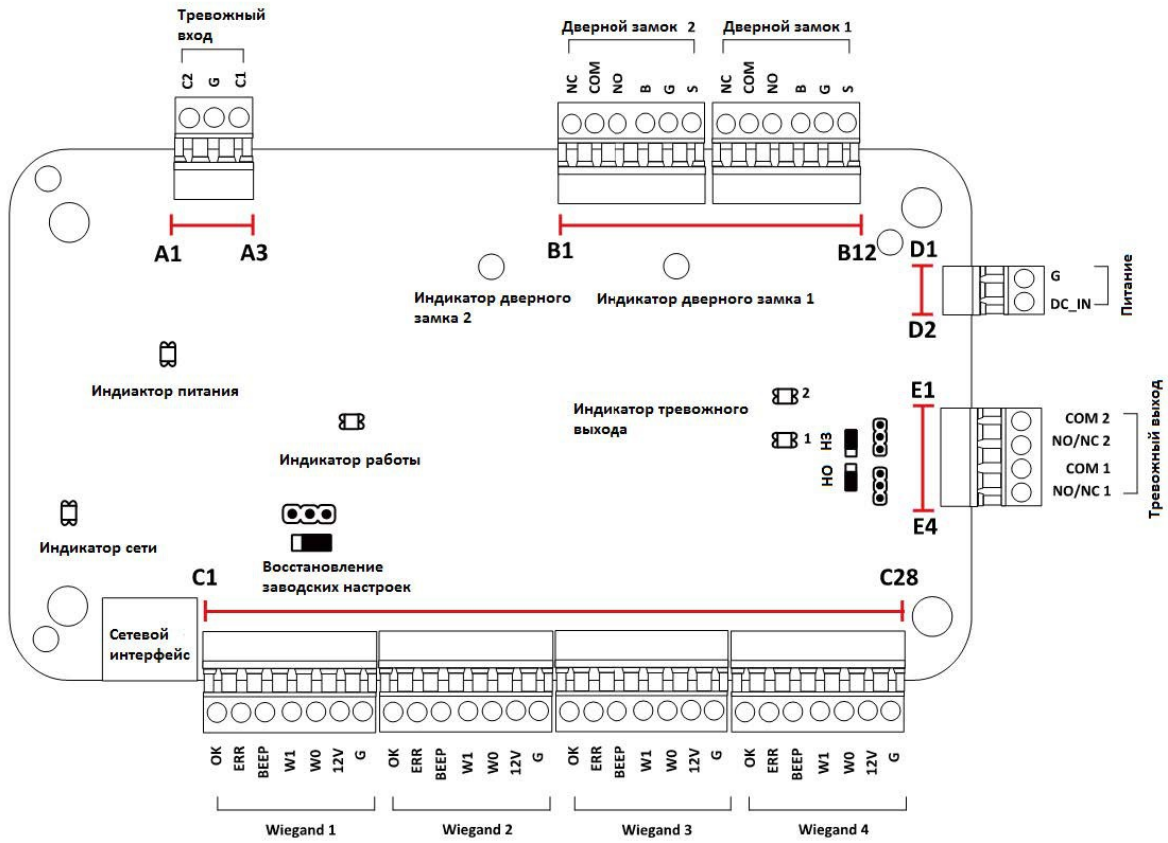 Тревожный
вход
C2
G
C1
Дверной замок 2
NC
COM
NO
B
G
S
Дверной замок 1
NC
COM
NO
B
G
S
A1
A3
B1
B12
D1
D2
G
DC_IN
Питание
Индикатор дверного
замка 2
Индикатор дверного замка 1
Индиактор питания
Индикатор работы
Индикатор тревожного
выхода
2
1
НЗ
НО
E1
E4
COM 2
NO/NC 2
COM 1
NO/NC 1
Тревожный выход
Индикатор сети
Восстановление
заводских настроек
C1
C28
Сетевой
интерфейс
OK
ERR
BEEP
W1
W0
12V
G
OK
ERR
BEEP
W1
W0
12V
G
OK
ERR
BEEP
W1
W0
12V
G
OK
ERR
BEEP
W1
W0
12V
G
Wiegand 1
Wiegand 2
Wiegand 3
Wiegand 4